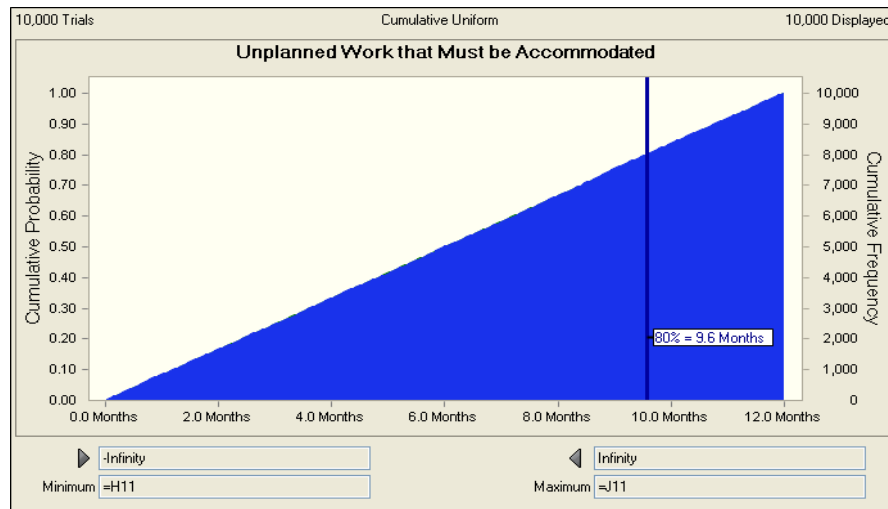 10,000 Trials Cumulative Uniform 10,000 Displayed
Unplanned Work that Must be Accommodated
Cumulative Probability
1.00
0.90
0.80
0.70
0.60
0.50
0.40
0.30
0.20
0.10
0.00
10,000
9,000
8,000
7,000
6,000
5,000
4,000
3,000
2,000
1,000
0
Cumulative Frequency
80% = 9.6 Months
0.0 Months 2.0 Months 4.0 Months 6.0 Months 8.0 Months 10.0 Months 12.0 Months
-Infinity Infinity
Minimum =H11 Maximum =J11